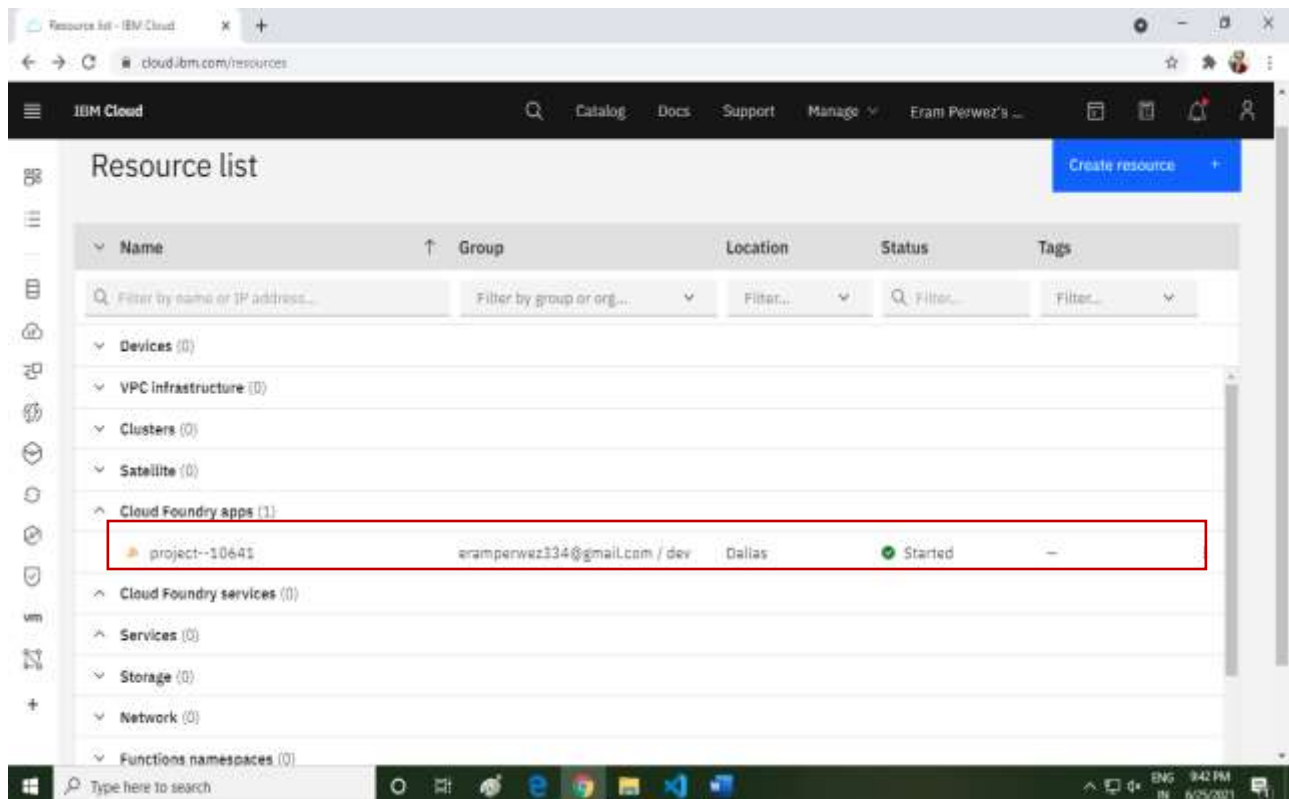 Resource list - IBM Cloud
cloud.ibm.com/resources
IBM Cloud Catalog Docs Support Manage Eram Perwez's ...
Resource list
Create resource +
Name Group Location Status Tags
Filter by name or IP address... Filter by group or org... Filter... Filter... Filter...
Devices (0)
VPC infrastructure (0)
Clusters (0)
Satellite (0)
Cloud Foundry apps (1)
project--10641 eramperwez334@gmail.com / dev Dallas Started —
Cloud Foundry services (0)
Services (0)
vm
Storage (0)
Network (0)
Functions namespaces (0)
Type here to search
ENG 9:42 PM
IN 6/25/2021